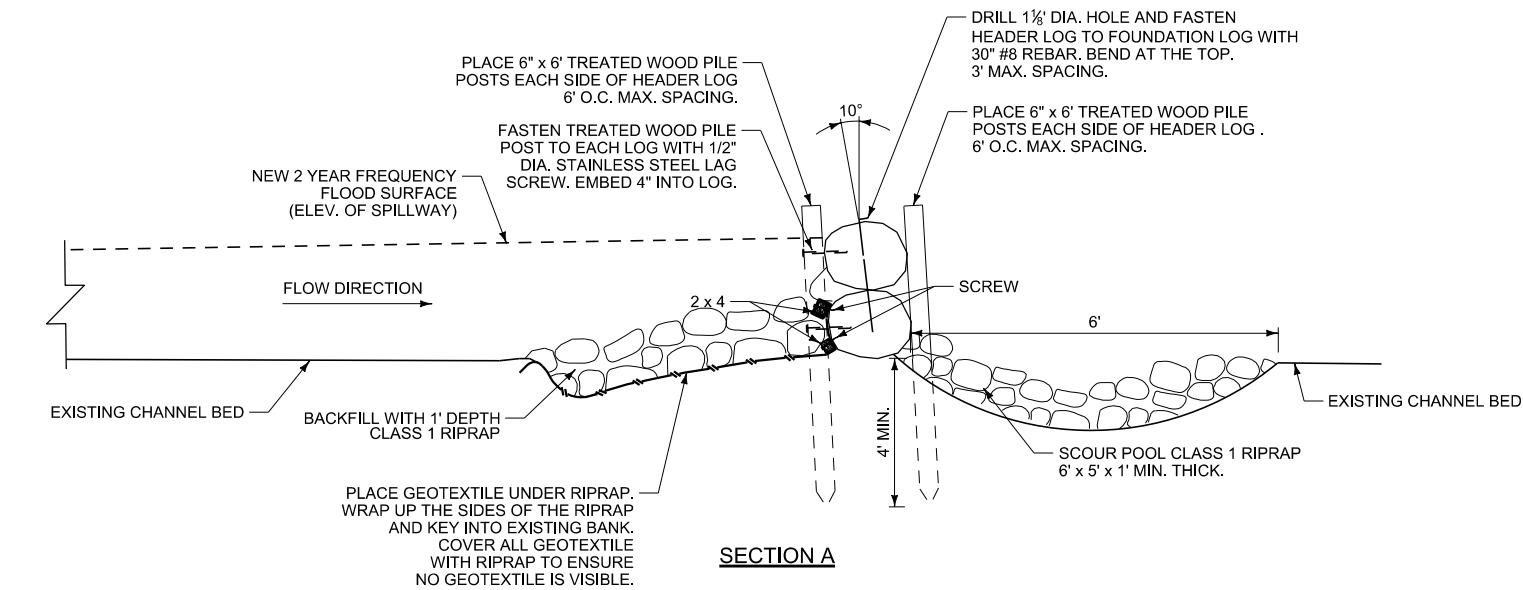 DRILL 1⅛' DIA. HOLE AND FASTEN
HEADER LOG TO FOUNDATION LOG WITH
30" #8 REBAR. BEND AT THE TOP.
3' MAX. SPACING.
PLACE 6" x 6' TREATED WOOD PILE
POSTS EACH SIDE OF HEADER LOG
6' O.C. MAX. SPACING.
10°
PLACE 6" x 6' TREATED WOOD PILE
POSTS EACH SIDE OF HEADER LOG .
6' O.C. MAX. SPACING.
FASTEN TREATED WOOD PILE
POST TO EACH LOG WITH 1/2"
DIA. STAINLESS STEEL LAG
SCREW. EMBED 4" INTO LOG.
NEW 2 YEAR FREQUENCY
FLOOD SURFACE
(ELEV. OF SPILLWAY)
FLOW DIRECTION
2 x 4
SCREW
6'
EXISTING CHANNEL BED
BACKFILL WITH 1' DEPTH
CLASS 1 RIPRAP
4' MIN.
EXISTING CHANNEL BED
SCOUR POOL CLASS 1 RIPRAP
6' x 5' x 1' MIN. THICK.
PLACE GEOTEXTILE UNDER RIPRAP.
WRAP UP THE SIDES OF THE RIPRAP
AND KEY INTO EXISTING BANK.
COVER ALL GEOTEXTILE
WITH RIPRAP TO ENSURE
NO GEOTEXTILE IS VISIBLE.
SECTION A